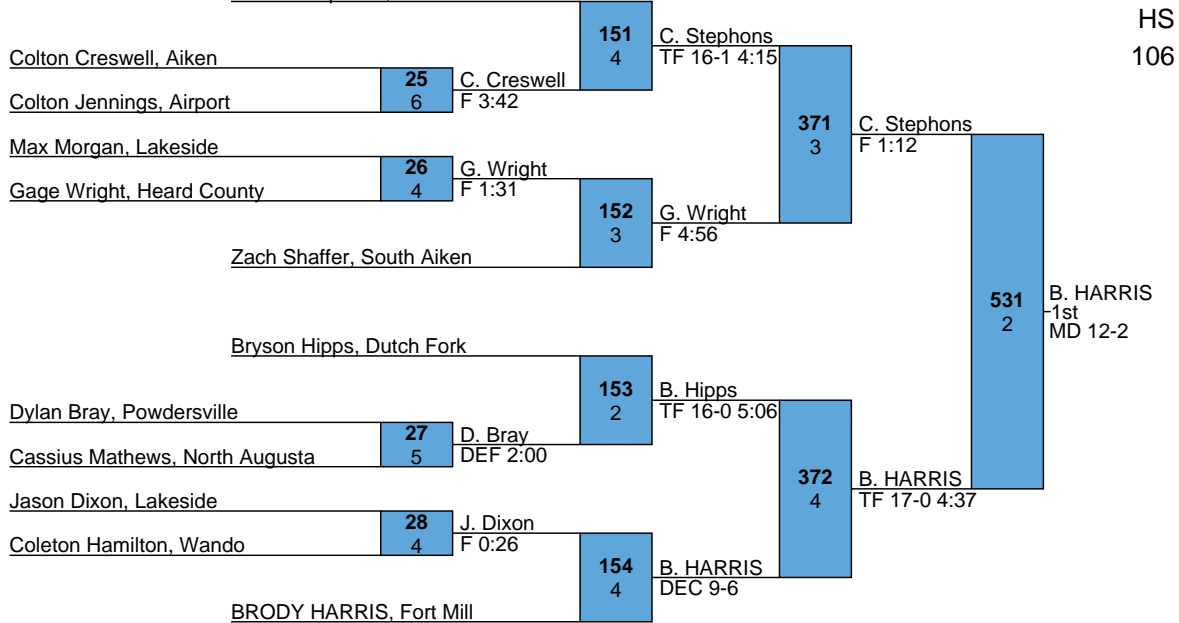 HS
106
151
4
C. Stephons
TF 16-1 4:15
Colton Creswell, Aiken
25
6
C. Creswell
F 3:42
Colton Jennings, Airport
371
3
C. Stephons
F 1:12
Max Morgan, Lakeside
26
4
G. Wright
F 1:31
Gage Wright, Heard County
152
3
G. Wright
F 4:56
Zach Shaffer, South Aiken
531
2
B. HARRIS
1st
MD 12-2
Bryson Hipps, Dutch Fork
153
2
B. Hipps
TF 16-0 5:06
Dylan Bray, Powdersville
27
5
D. Bray
DEF 2:00
Cassius Mathews, North Augusta
372
4
B. HARRIS
TF 17-0 4:37
Jason Dixon, Lakeside
28
4
J. Dixon
F 0:26
Coleton Hamilton, Wando
154
4
B. HARRIS
DEC 9-6
BRODY HARRIS, Fort Mill